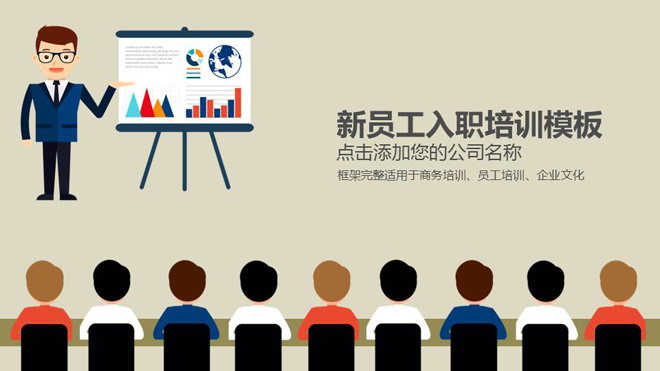 新员工入职培训模板
点击添加您的公司名称
框架完整适用于商务培训、员工培训、企业文化